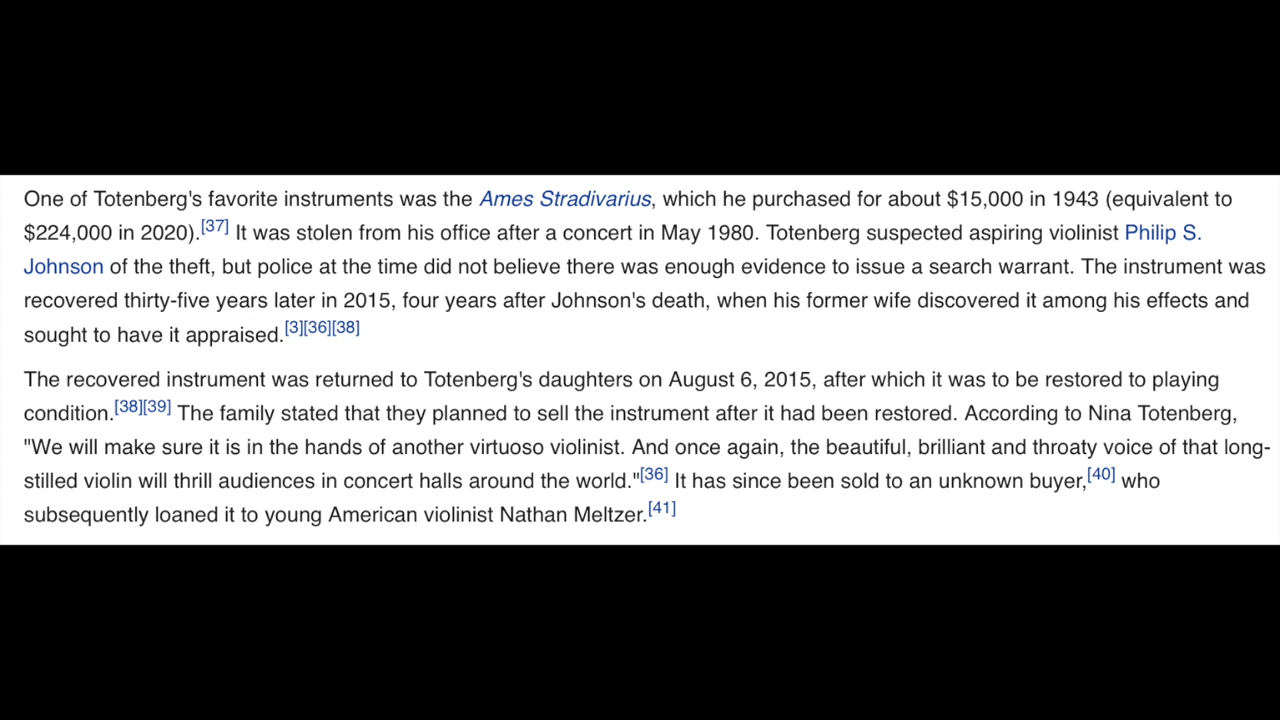 One of Totenberg's favorite instruments was the Ames Stradivarius, which he purchased for about $15,000 in 1943 (equivalent to
$224,000 in 2020).[37] It was stolen from his office after a concert in May 1980. Totenberg suspected aspiring violinist Philip S.
Johnson of the theft, but police at the time did not believe there was enough evidence to issue a search warrant. The instrument was
recovered thirty-five years later in 2015, four years after Johnson's death, when his former wife discovered it among his effects and
sought to have it appraised.[3][36][38]
The recovered instrument was returned to Totenberg's daughters on August 6, 2015, after which it was to be restored to playing
condition.[38][39] The family stated that they planned to sell the instrument after it had been restored. According to Nina Totenberg,
"We will make sure it is in the hands of another virtuoso violinist. And once again, the beautiful, brilliant and throaty voice of that long-
stilled violin will thrill audiences in concert halls around the world."[36] It has since been sold to an unknown buyer,[40] who
subsequently loaned it to young American violinist Nathan Meltzer.[41]